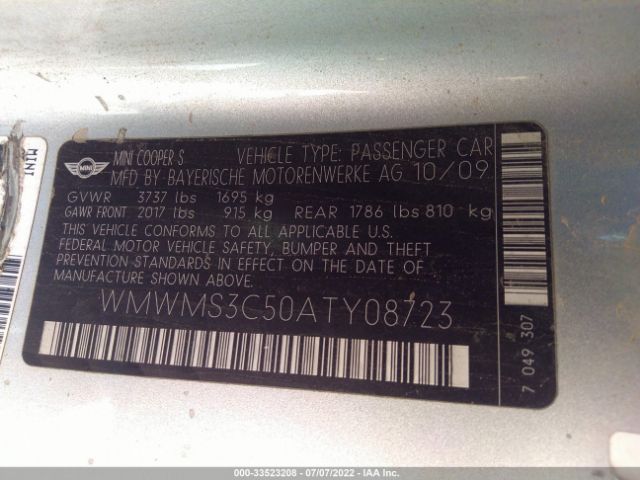 MINI
MINI COOPER S VEHICLE TYPE: PASSENGER CAR
MFD BY BAYERISCHE MOTORENWERKE AG 10/09
GVWR 3737 lbs 1695 kg
GAWR FRONT 2017 lbs 915 kg REAR 1786 lbs 810 kg
THIS VEHICLE CONFORMS TO ALL APPLICABLE U.S.
FEDERAL MOTOR VEHICLE SAFETY, BUMPER AND THEFT
PREVENTION STANDARDS IN EFFECT ON THE DATE OF
MANUFACTURE SHOWN ABOVE.
WMWMS3C50ATY08723
7 049 307
MINI
000-33523208 - 07/07/2022 - IAA Inc.